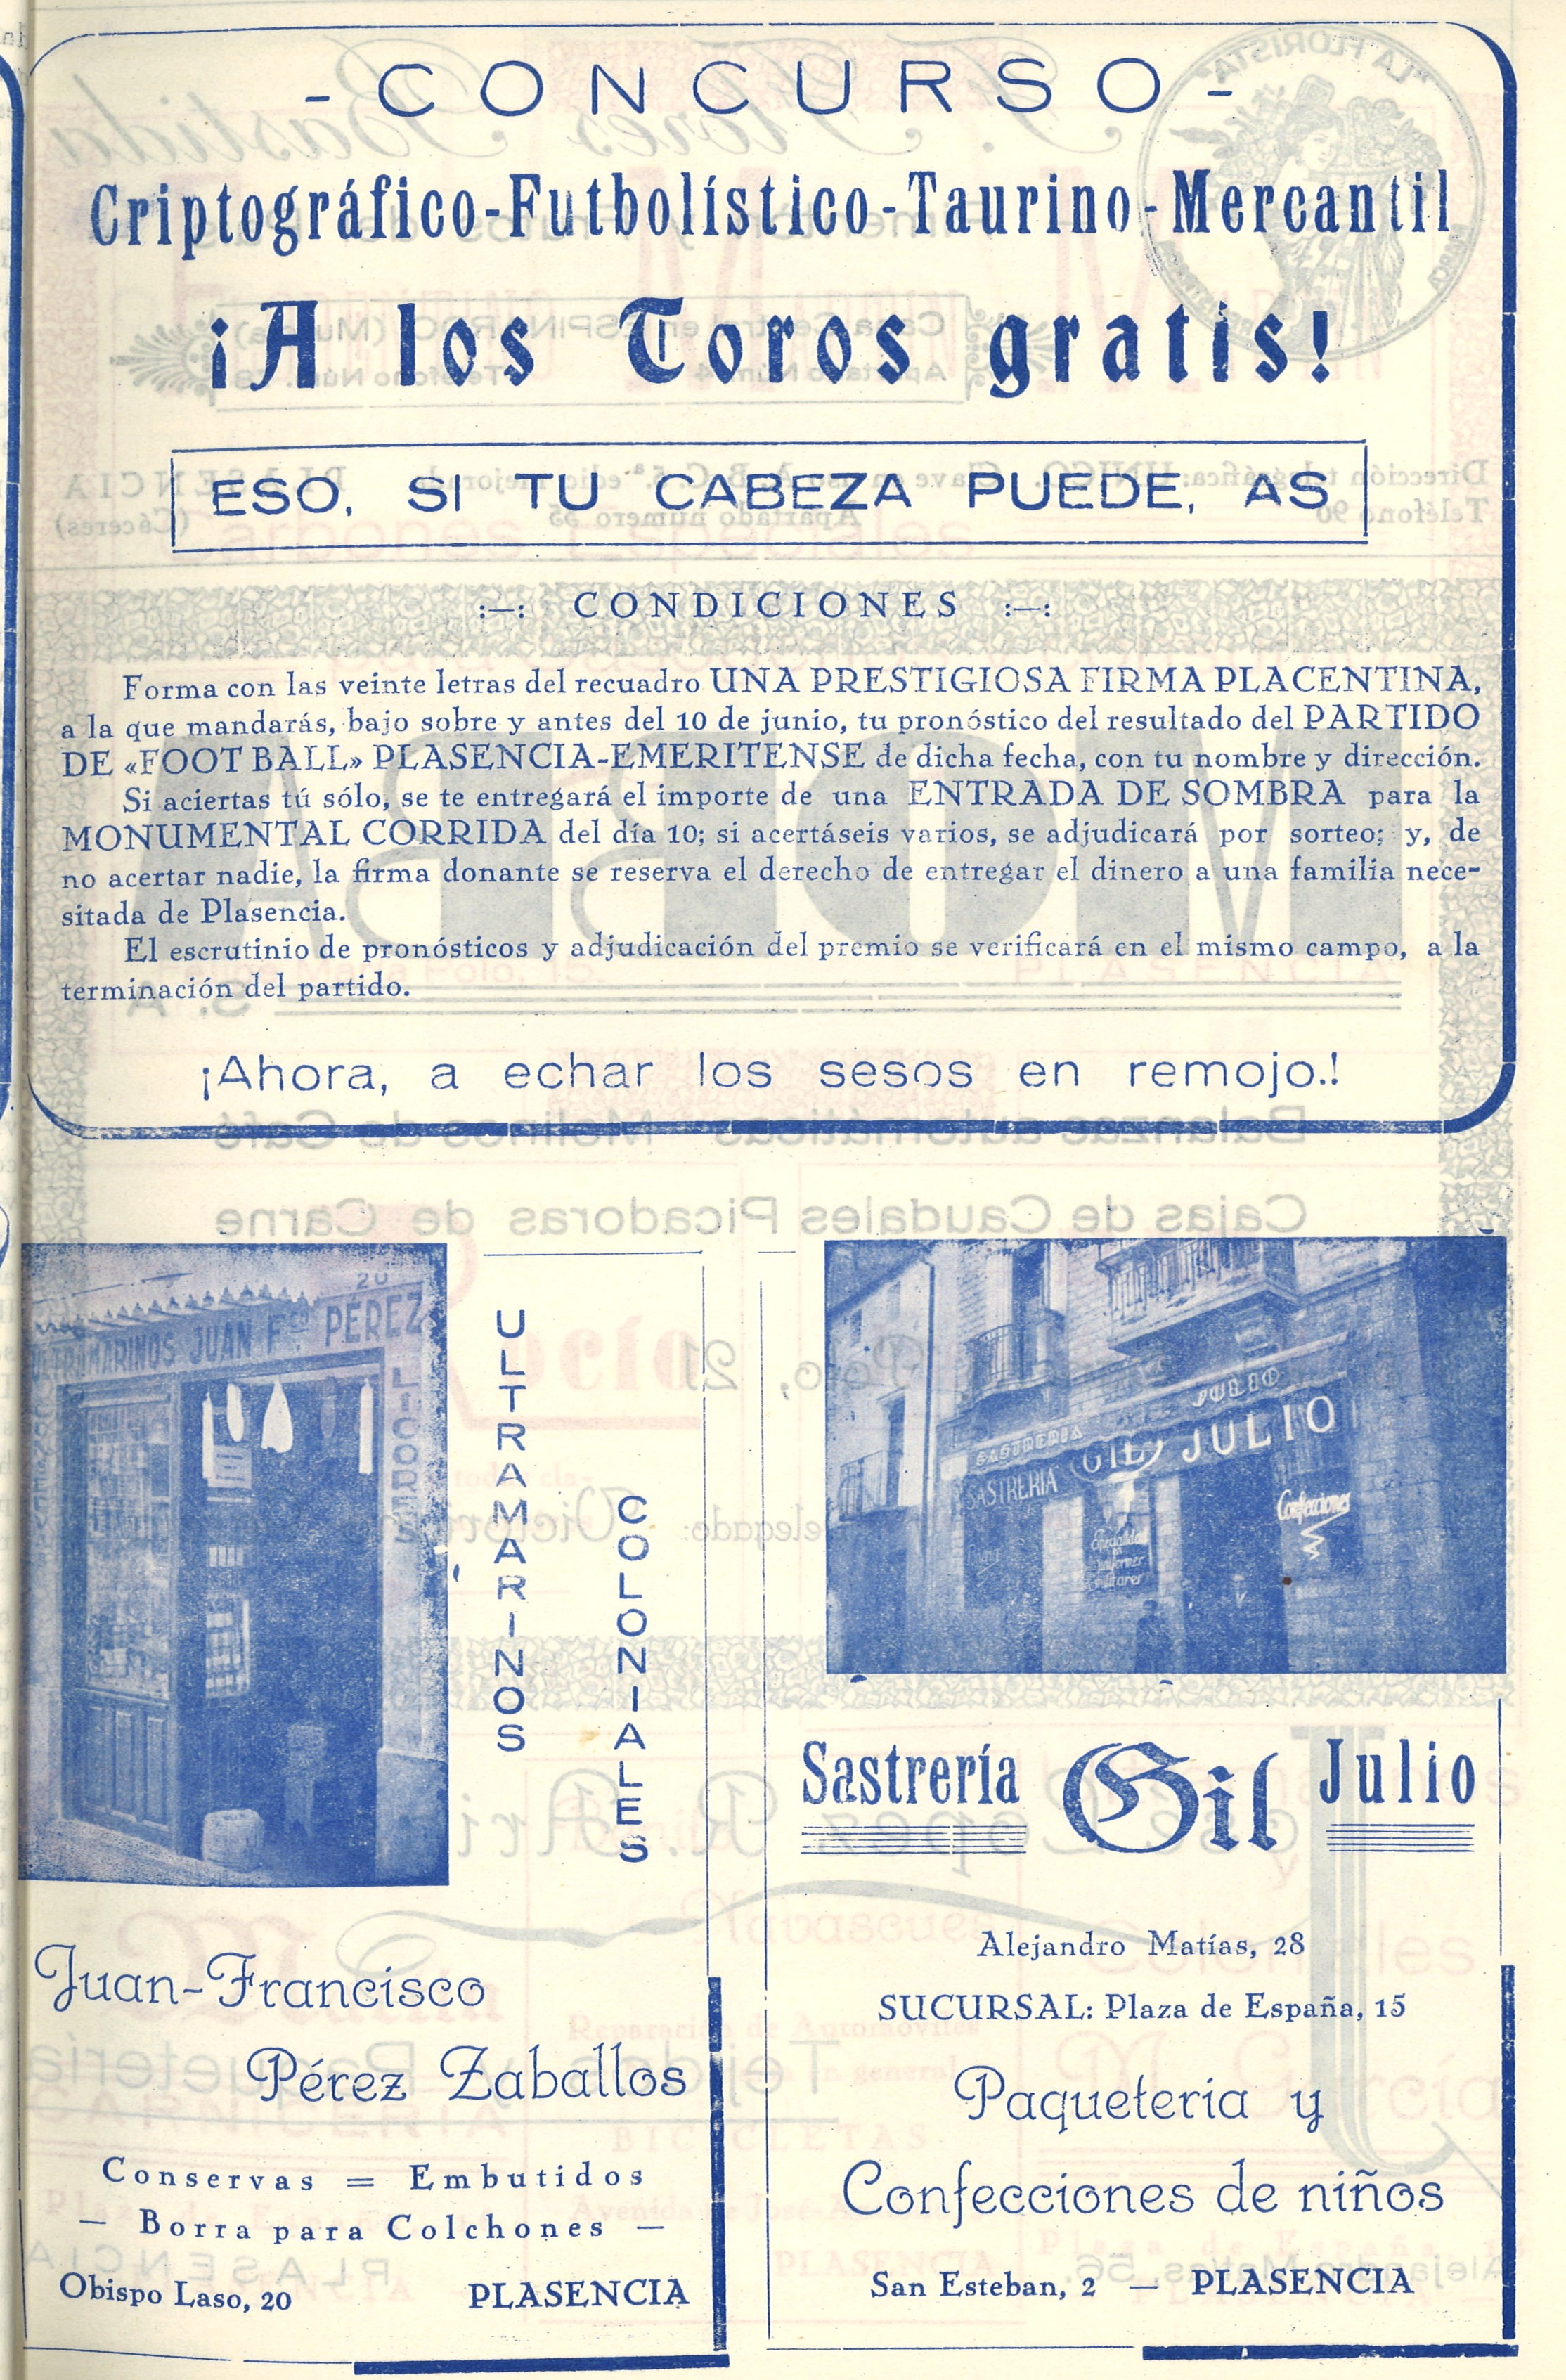 - CONCURSO -
Criptográfico-Futbolístico-Taurino-Mercantil
¡A los Toros gratis!
ESO, SI TU CABEZA PUEDE, AS
:—: CONDICIONES :—:
Forma con las veinte letras del recuadro UNA PRESTIGIOSA FIRMA PLACENTINA,
a la que mandarás, bajo sobre y antes del 10 de junio, tu pronóstico del resultado del PARTIDO
DE «FOOT BALL» PLASENCIA-EMERITENSE de dicha fecha, con tu nombre y dirección.
Si aciertas tú sólo, se te entregará el importe de una ENTRADA DE SOMBRA para la
MONUMENTAL CORRIDA del día 10; si acertáseis varios, se adjudicará por sorteo; y, de
no acertar nadie, la firma donante se reserva el derecho de entregar el dinero a una familia nece-
sitada de Plasencia.
El escrutinio de pronósticos y adjudicación del premio se verificará en el mismo campo, a la
terminación del partido.
¡Ahora, a echar los sesos en remojo.!
20
ULTRAMARINOS JUAN F.co PEREZ
LICORES
ULTRAMARINOS
COLONIALES
Juan-Francisco
Pérez Zaballos
Conservas = Embutidos
— Borra para Colchones —
Obispo Laso, 20 PLASENCIA
SASTRERIA GIL JULIO
JULIO
SASTRERIA
Confecciones
Especialidad
en
uniformes
militares
Sastrería Gil Julio
Alejandro Matías, 28
SUCURSAL: Plaza de España, 15
Paquetería y
Confecciones de niños
San Esteban, 2 — PLASENCIA